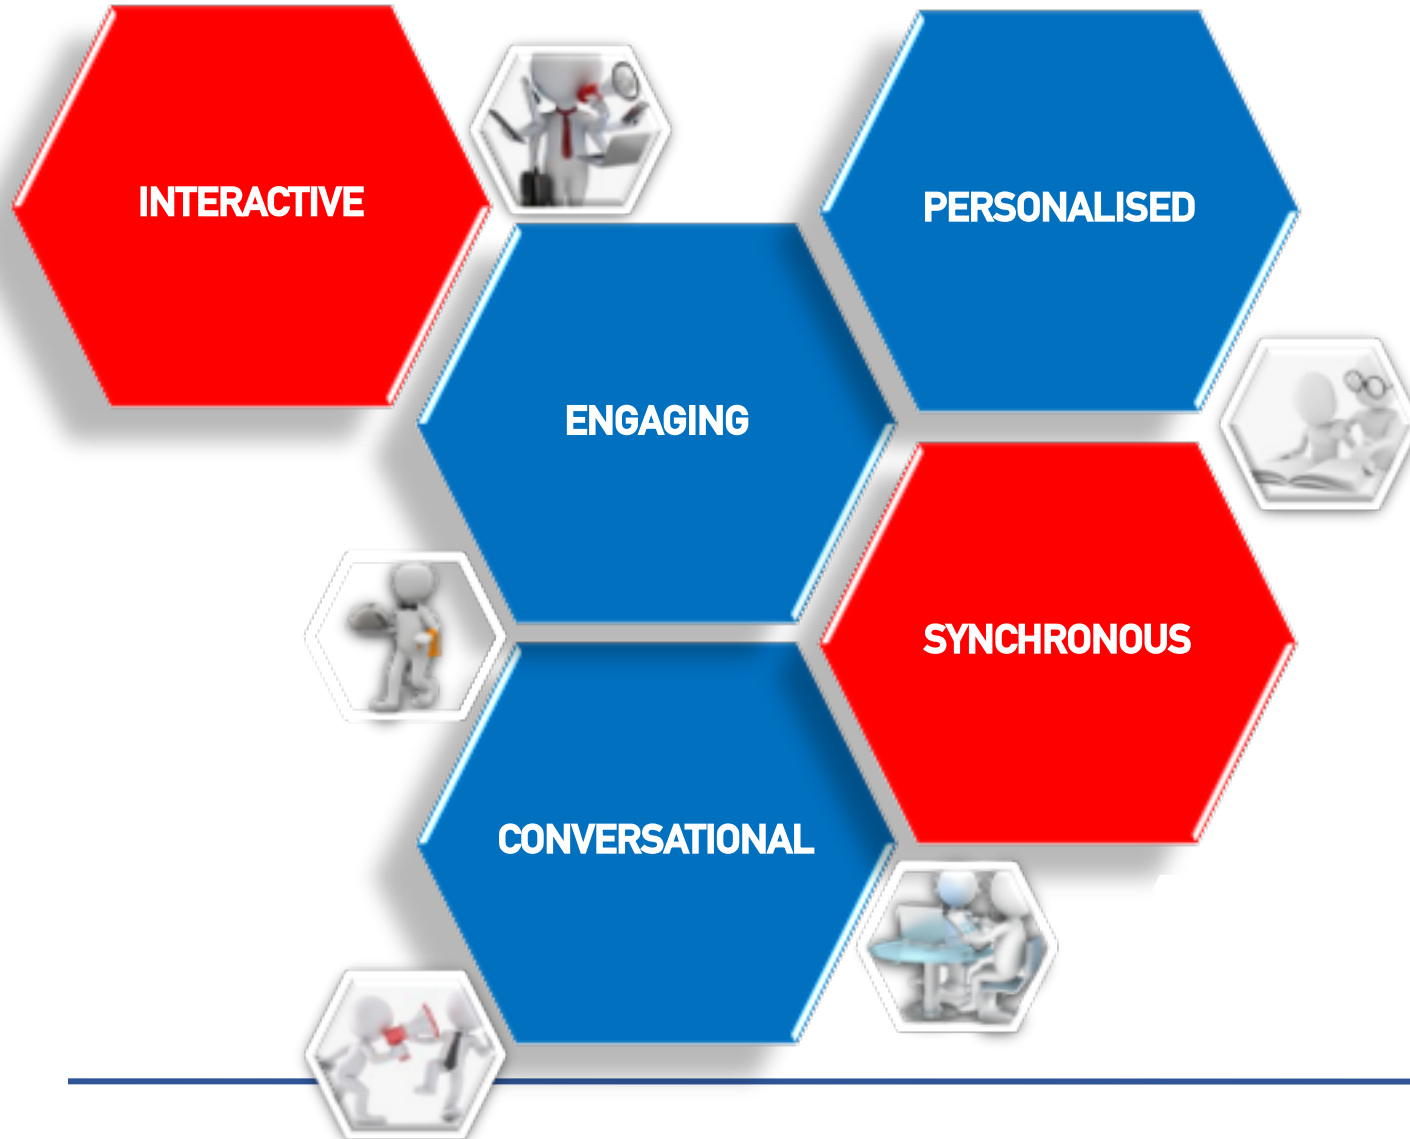 INTERACTIVE
PERSONALISED
ENGAGING
SYNCHRONOUS
CONVERSATIONAL